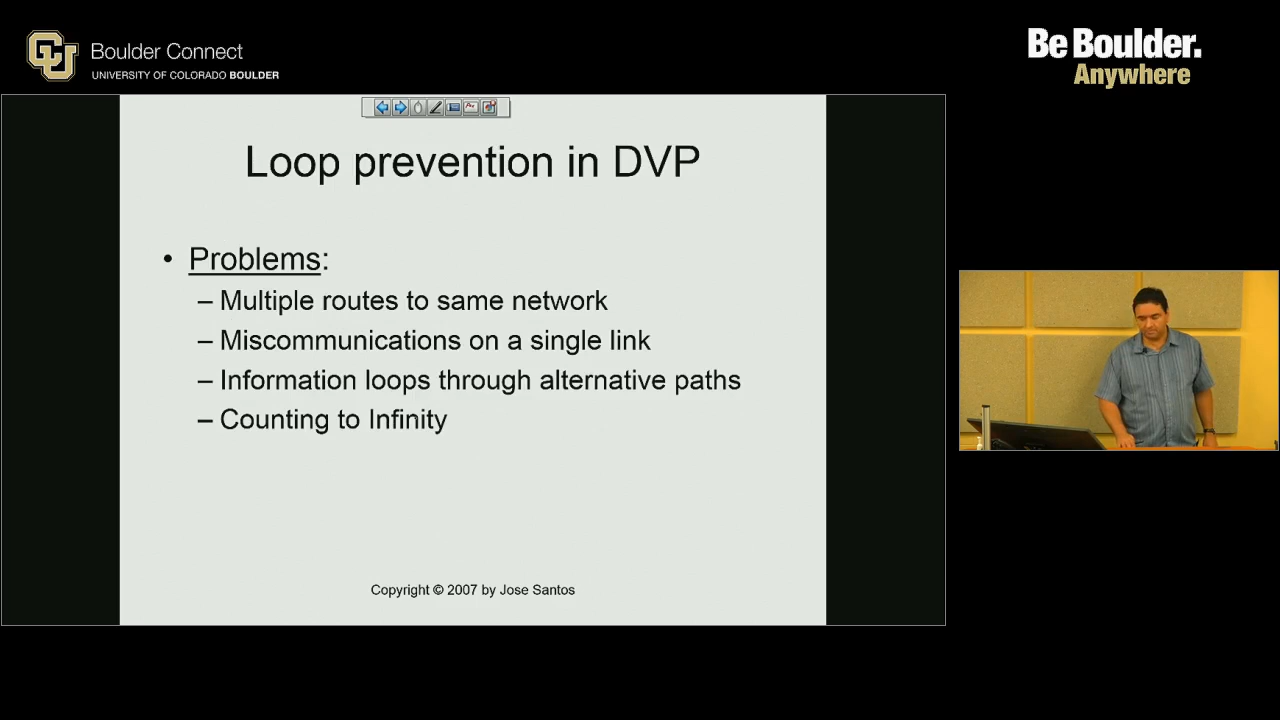 Boulder Connect
UNIVERSITY OF COLORADO BOULDER
Be Boulder.
Anywhere
Loop prevention in DVP
• Problems:
– Multiple routes to same network
– Miscommunications on a single link
– Information loops through alternative paths
– Counting to Infinity
Copyright © 2007 by Jose Santos